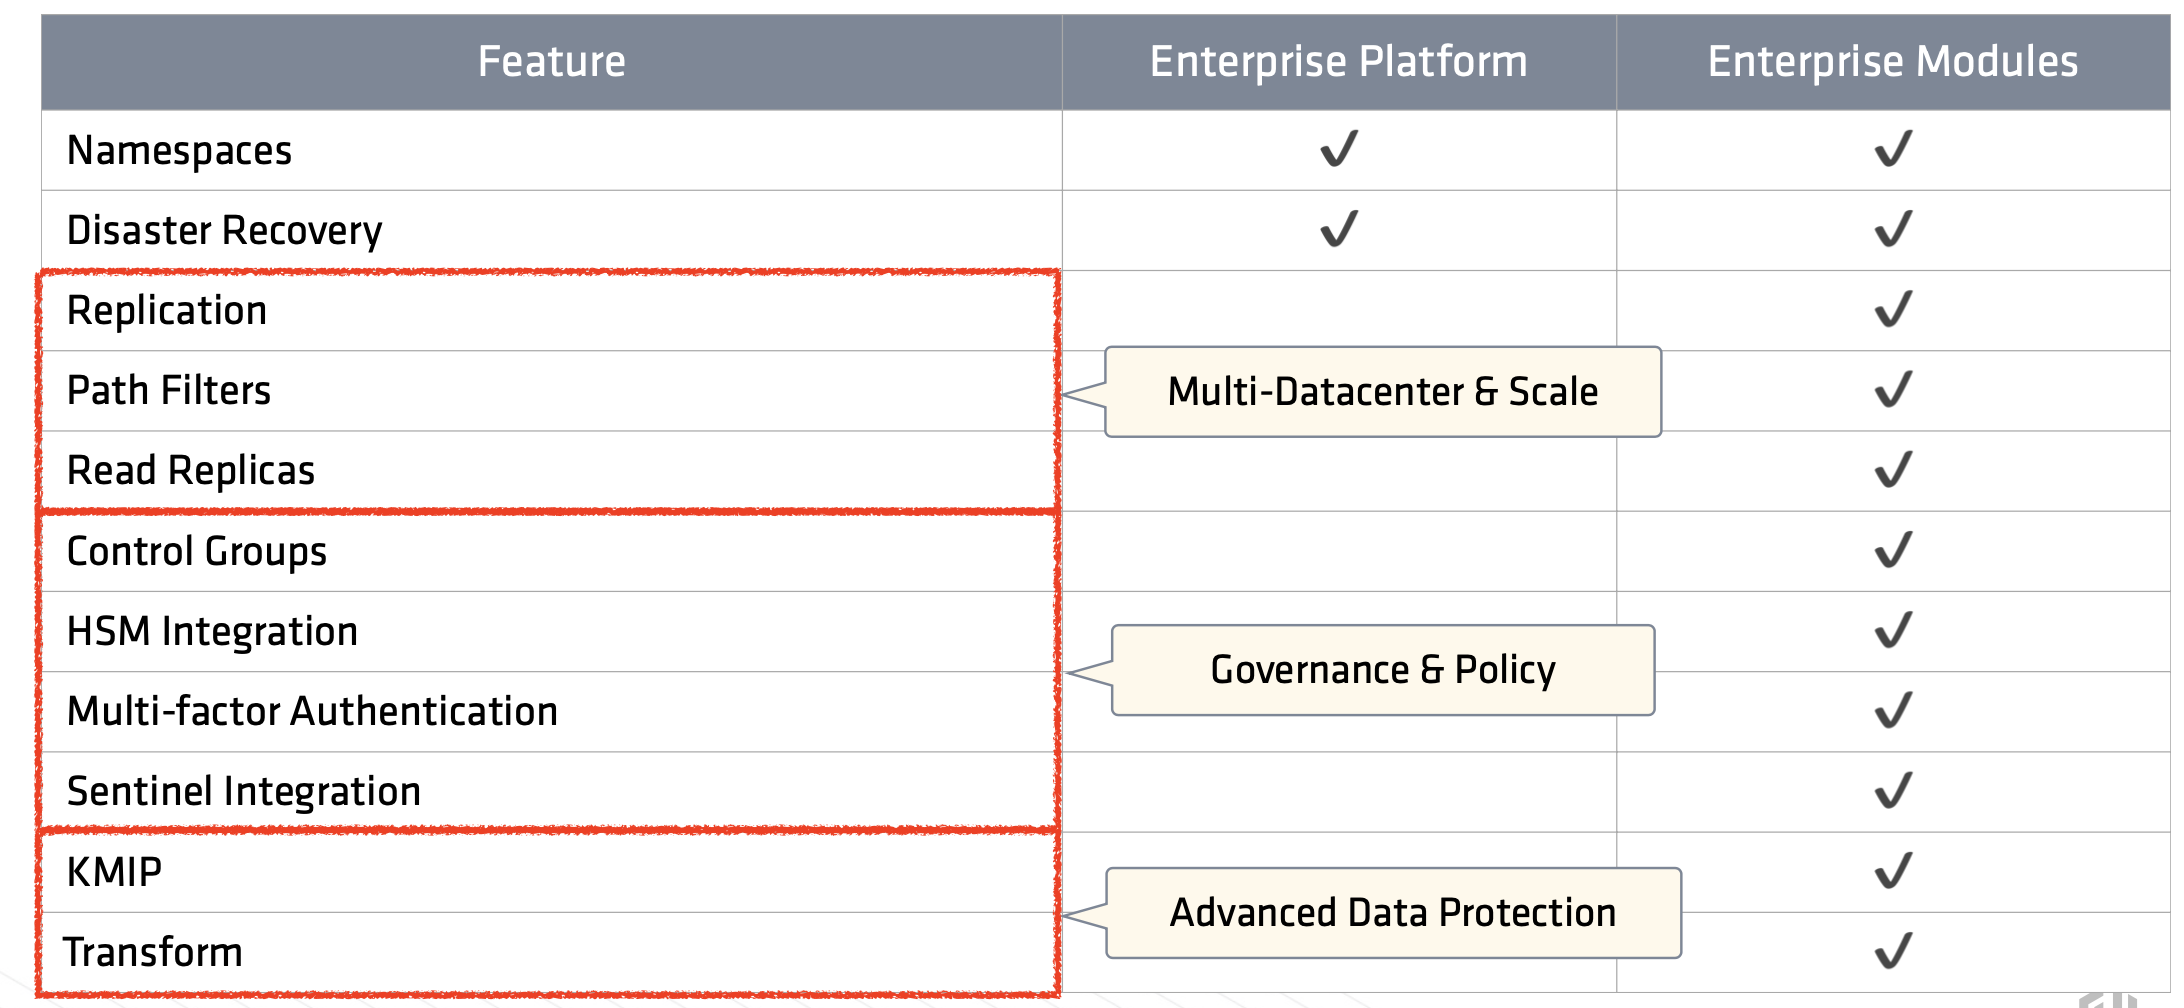 Feature Enterprise Platform Enterprise Modules
Namespaces ✔ ✔
Disaster Recovery ✔ ✔
Replication ✔
Path Filters Multi-Datacenter & Scale ✔
Read Replicas ✔
Control Groups ✔
HSM Integration ✔
Governance & Policy
Multi-factor Authentication ✔
Sentinel Integration ✔
KMIP ✔
Advanced Data Protection
Transform ✔